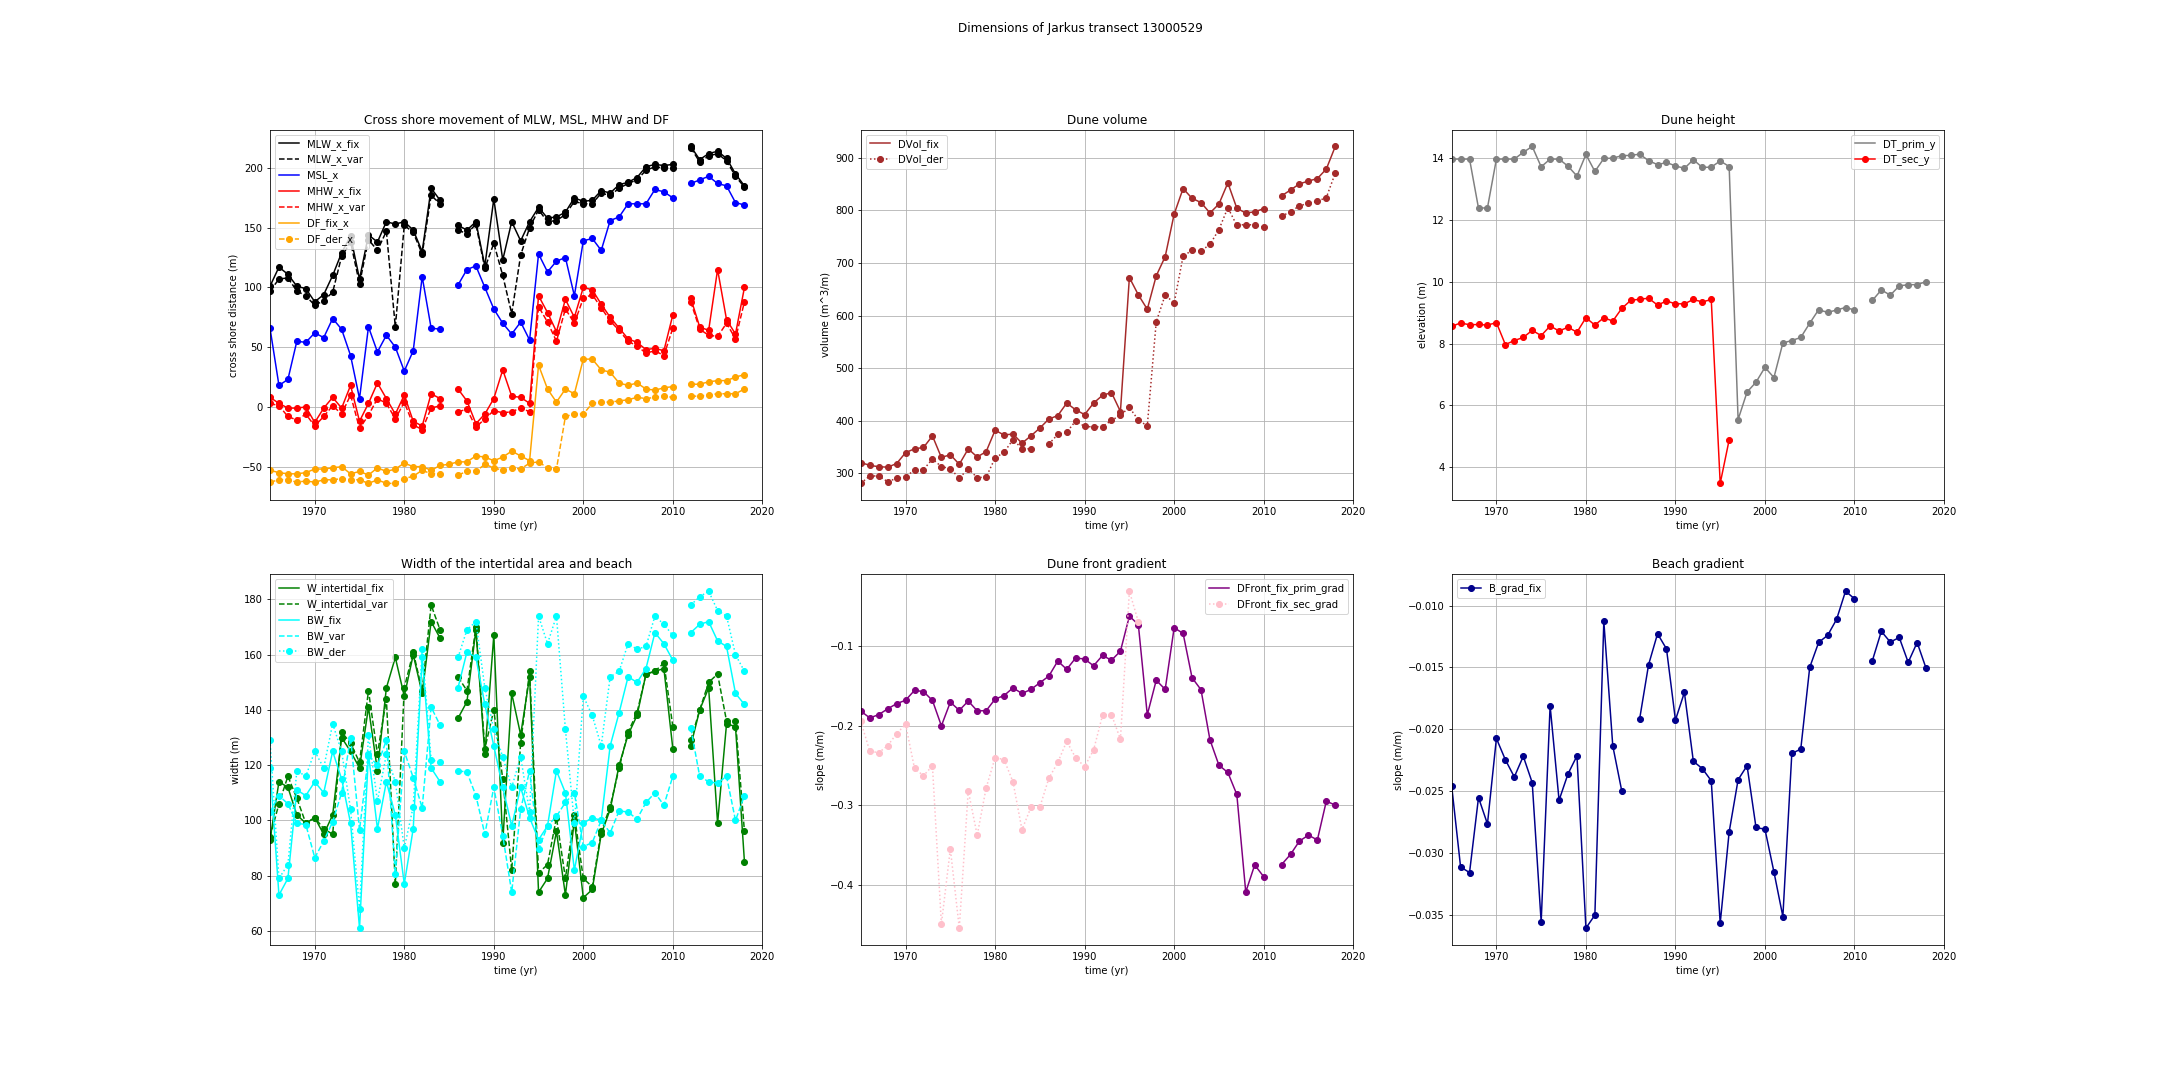 Dimensions of Jarkus transect 13000529
Cross shore movement of MLW, MSL, MHW and DF
cross shore distance (m)
200
150
100
50
0
−50
MLW_x_fix
MLW_x_var
MSL_x
MHW_x_fix
MHW_x_var
DF_fix_x
DF_der_x
1970 1980 1990 2000 2010 2020
time (yr)
Dune volume
volume (m^3/m)
900
800
700
600
500
400
300
DVol_fix
DVol_der
1970 1980 1990 2000 2010 2020
time (yr)
Dune height
elevation (m)
14
12
10
8
6
4
DT_prim_y
DT_sec_y
1970 1980 1990 2000 2010 2020
time (yr)
Width of the intertidal area and beach
width (m)
180
160
140
120
100
80
60
W_intertidal_fix
W_intertidal_var
BW_fix
BW_var
BW_der
1970 1980 1990 2000 2010 2020
time (yr)
Dune front gradient
slope (m/m)
−0.1
−0.2
−0.3
−0.4
DFront_fix_prim_grad
DFront_fix_sec_grad
1970 1980 1990 2000 2010 2020
time (yr)
Beach gradient
slope (m/m)
−0.010
−0.015
−0.020
−0.025
−0.030
−0.035
B_grad_fix
1970 1980 1990 2000 2010 2020
time (yr)